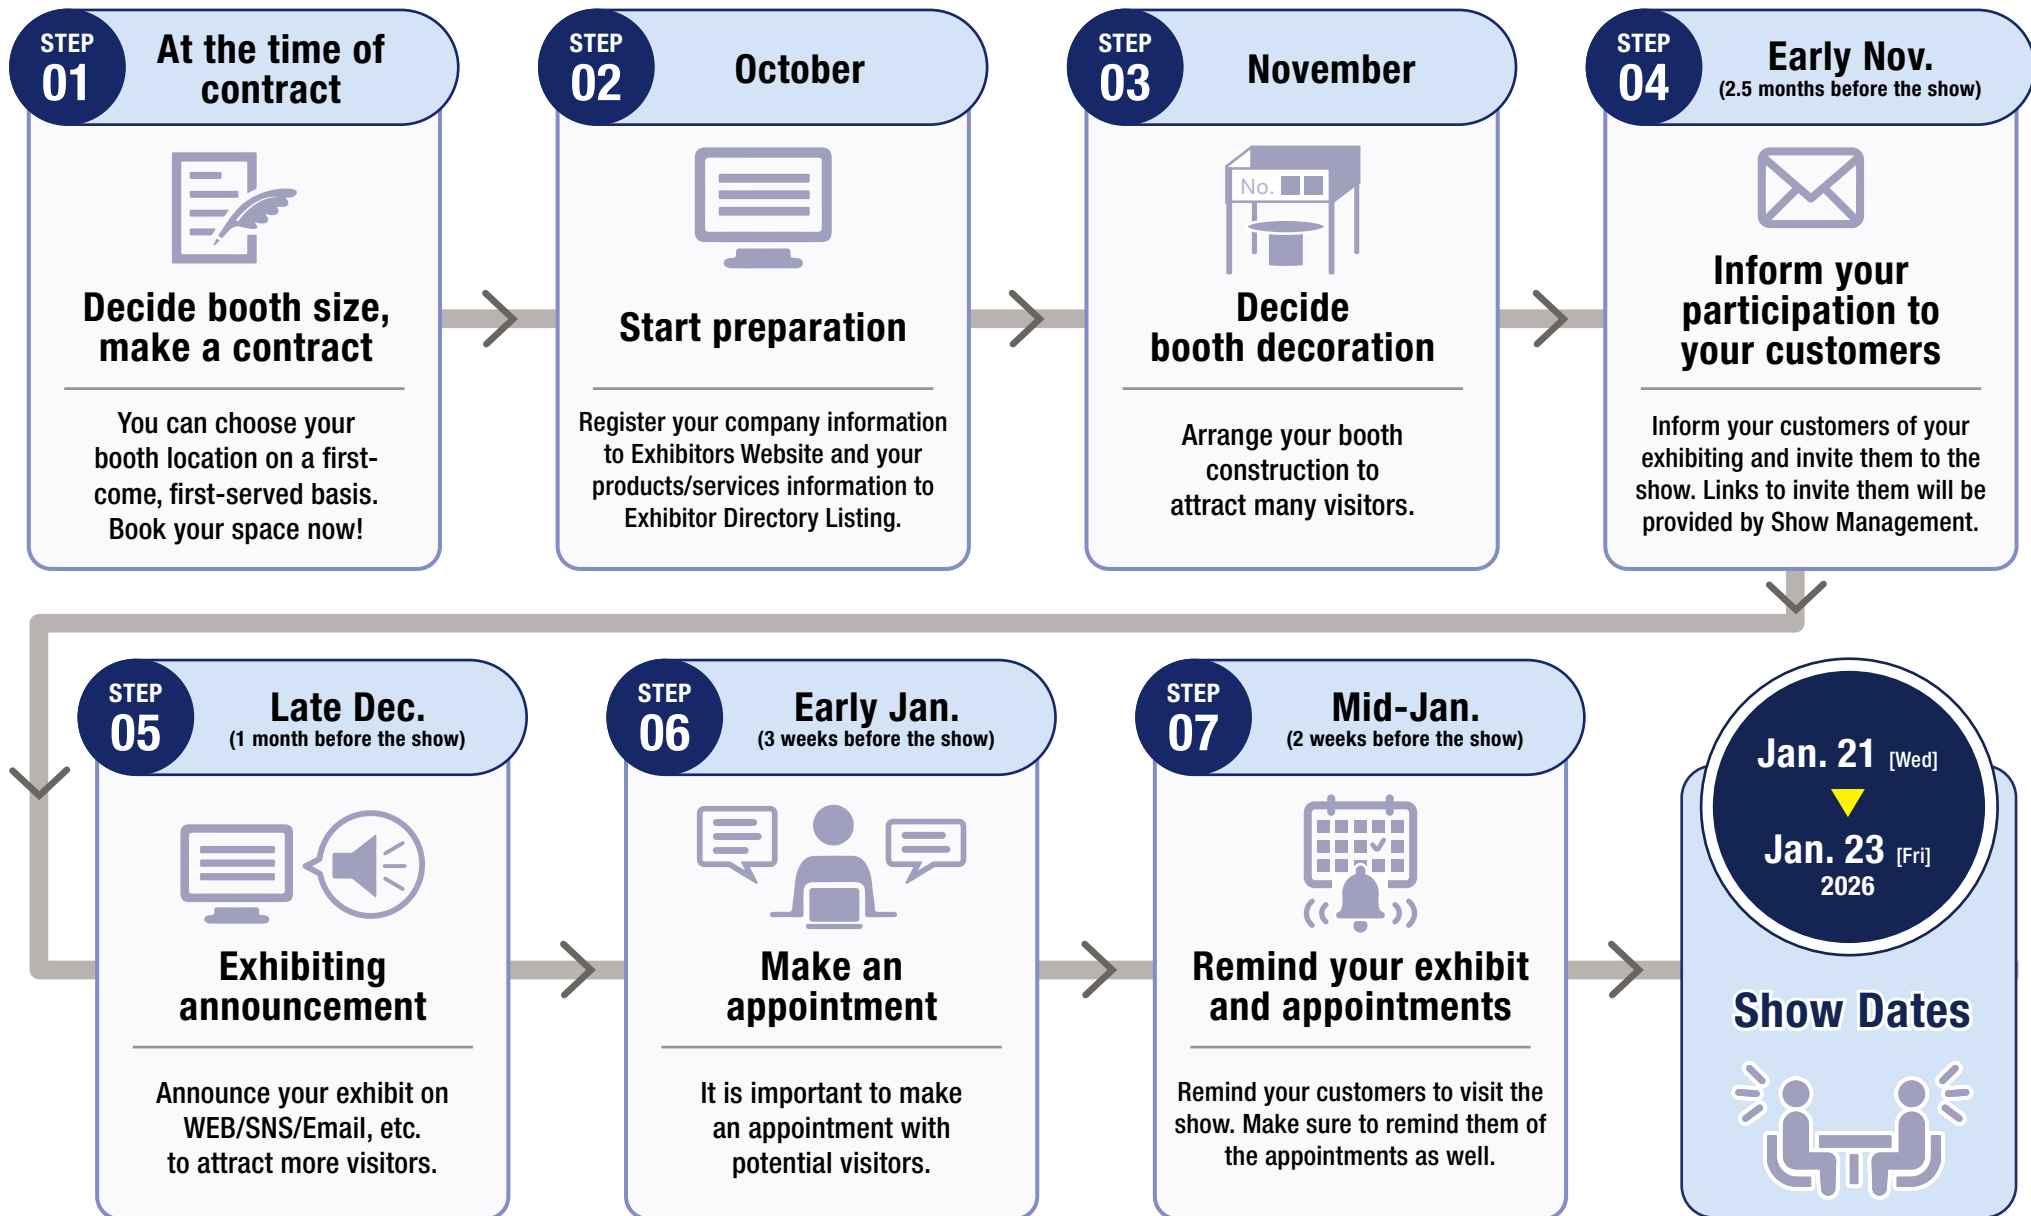 STEP
01
At the time of
contract
Decide booth size,
make a contract
You can choose your
booth location on a first-
come, first-served basis.
Book your space now!
STEP
02
October
Start preparation
Register your company information
to Exhibitors Website and your
products/services information to
Exhibitor Directory Listing.
STEP
03
November
No.
Decide
booth decoration
Arrange your booth
construction to
attract many visitors.
STEP
04
Early Nov.
(2.5 months before the show)
Inform your
participation to
your customers
Inform your customers of your
exhibiting and invite them to the
show. Links to invite them will be
provided by Show Management.
STEP
05
Late Dec.
(1 month before the show)
Exhibiting
announcement
Announce your exhibit on
WEB/SNS/Email, etc.
to attract more visitors.
STEP
06
Early Jan.
(3 weeks before the show)
Make an
appointment
It is important to make
an appointment with
potential visitors.
STEP
07
Mid-Jan.
(2 weeks before the show)
Remind your exhibit
and appointments
Remind your customers to visit the
show. Make sure to remind them of
the appointments as well.
Jan. 21 [Wed]
Jan. 23 [Fri]
2026
Show Dates